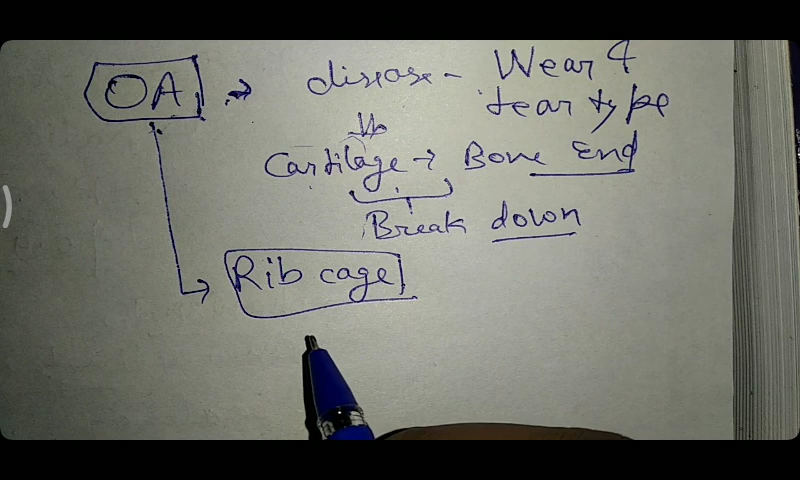 OA → disease - Wear &
tear type
Cartilage → Bone End
Break down
Rib cage